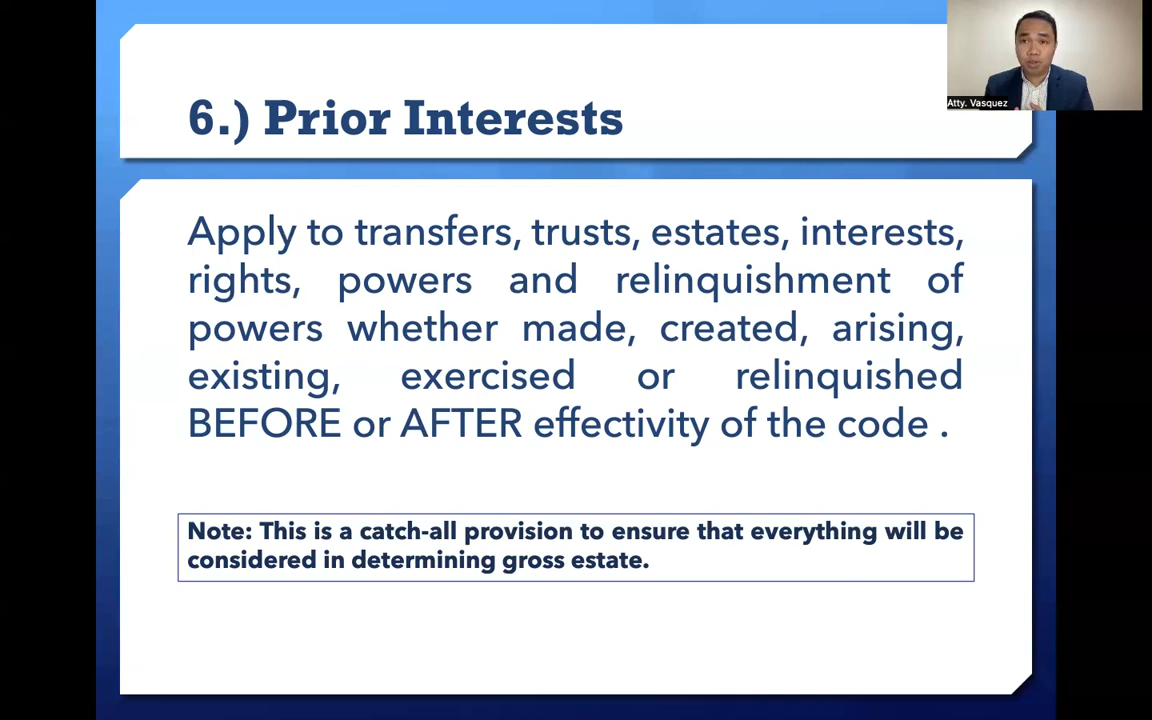 6.) Prior Interests
Atty. Vasquez
Apply to transfers, trusts, estates, interests,
rights, powers and relinquishment of
powers whether made, created, arising,
existing, exercised or relinquished
BEFORE or AFTER effectivity of the code .
Note: This is a catch-all provision to ensure that everything will be
considered in determining gross estate.